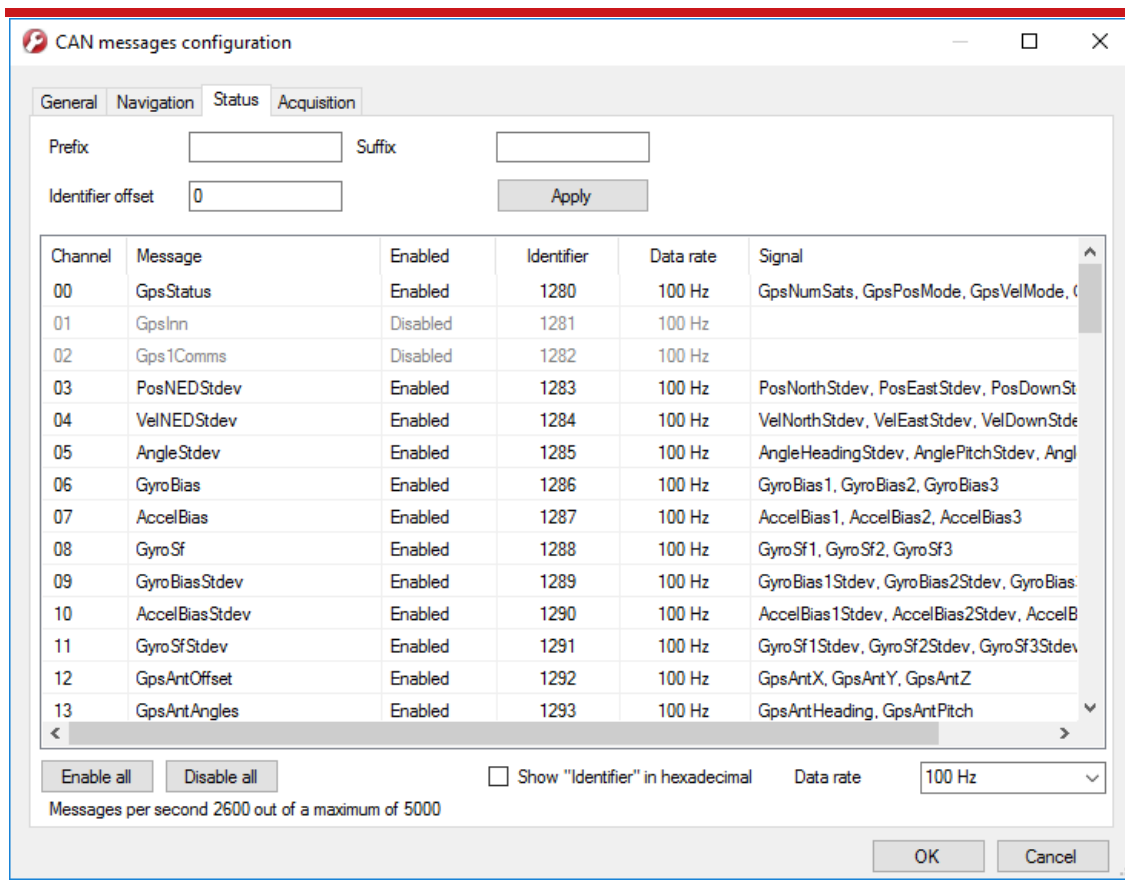 CAN messages configuration
General Navigation Status Acquisition
Prefix Suffix
Identifier offset 0 Apply
Channel Message Enabled Identifier Data rate Signal
00 GpsStatus Enabled 1280 100 Hz GpsNumSats, GpsPosMode, GpsVelMode,
01 GpsInn Disabled 1281 100 Hz
02 Gps1Comms Disabled 1282 100 Hz
03 PosNEDStdev Enabled 1283 100 Hz PosNorthStdev, PosEastStdev, PosDownSt
04 VelNEDStdev Enabled 1284 100 Hz VelNorthStdev, VelEastStdev, VelDownStde
05 AngleStdev Enabled 1285 100 Hz AngleHeadingStdev, AnglePitchStdev, Angl
06 GyroBias Enabled 1286 100 Hz GyroBias1, GyroBias2, GyroBias3
07 AccelBias Enabled 1287 100 Hz AccelBias1, AccelBias2, AccelBias3
08 GyroSf Enabled 1288 100 Hz GyroSf1, GyroSf2, GyroSf3
09 GyroBiasStdev Enabled 1289 100 Hz GyroBias1Stdev, GyroBias2Stdev, GyroBias
10 AccelBiasStdev Enabled 1290 100 Hz AccelBias1Stdev, AccelBias2Stdev, AccelB
11 GyroSfStdev Enabled 1291 100 Hz GyroSf1Stdev, GyroSf2Stdev, GyroSf3Stdev
12 GpsAntOffset Enabled 1292 100 Hz GpsAntX, GpsAntY, GpsAntZ
13 GpsAntAngles Enabled 1293 100 Hz GpsAntHeading, GpsAntPitch
Enable all Disable all Show "Identifier" in hexadecimal Data rate 100 Hz
Messages per second 2600 out of a maximum of 5000
OK Cancel